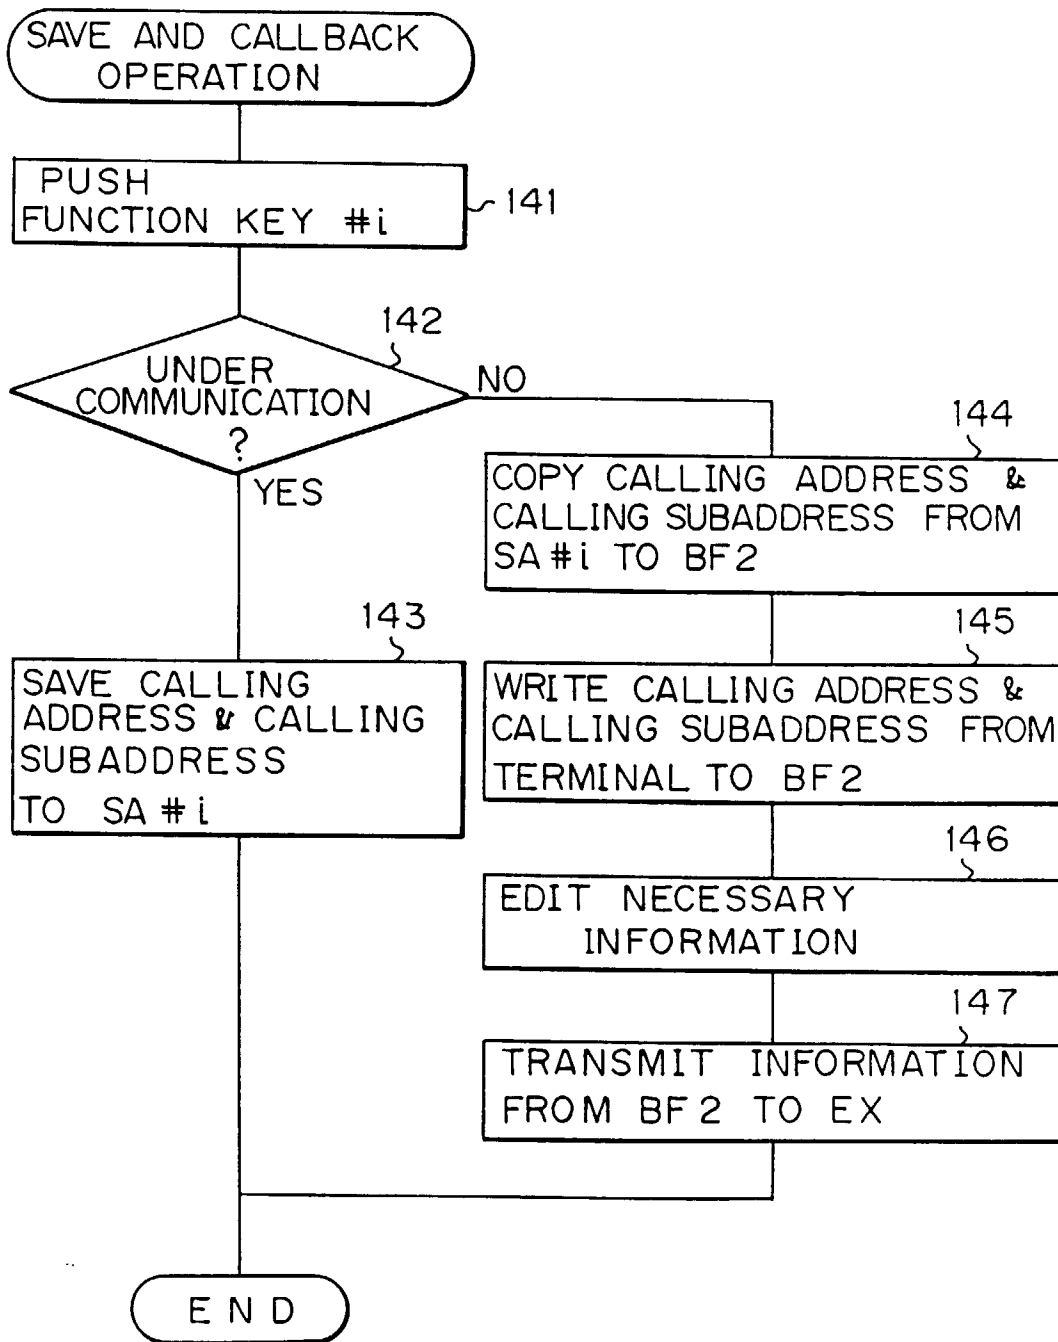 SAVE AND CALLBACK
OPERATION
PUSH
FUNCTION KEY #i
141
142
UNDER
COMMUNICATION
?
NO
YES
143
SAVE CALLING
ADDRESS & CALLING
SUBADDRESS
TO SA #i
144
COPY CALLING ADDRESS &
CALLING SUBADDRESS FROM
SA #i TO BF2
145
WRITE CALLING ADDRESS &
CALLING SUBADDRESS FROM
TERMINAL TO BF2
146
EDIT NECESSARY
INFORMATION
147
TRANSMIT INFORMATION
FROM BF2 TO EX
END